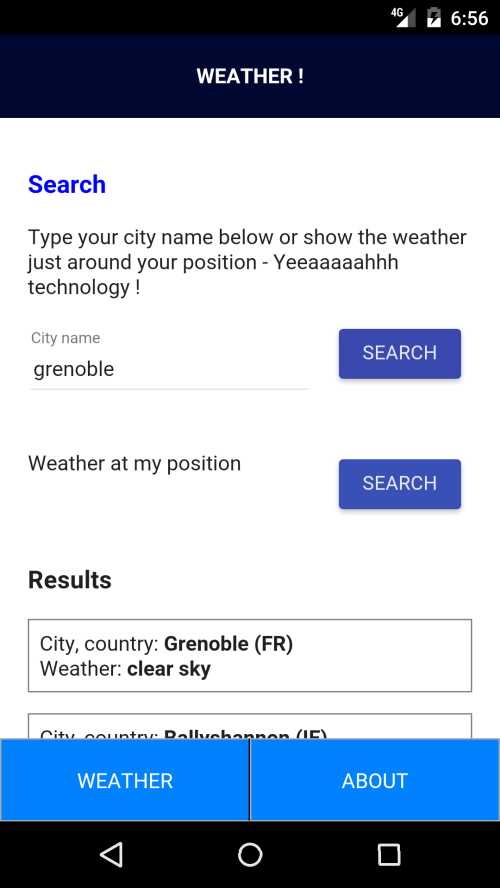 4G 6:56
WEATHER !
Search
Type your city name below or show the weather
just around your position - Yeeaaaaahhh
technology !
City name
grenoble
SEARCH
Weather at my position
SEARCH
Results
City, country: Grenoble (FR)
Weather: clear sky
City, country: Ballyshannon (IE)
WEATHER
ABOUT